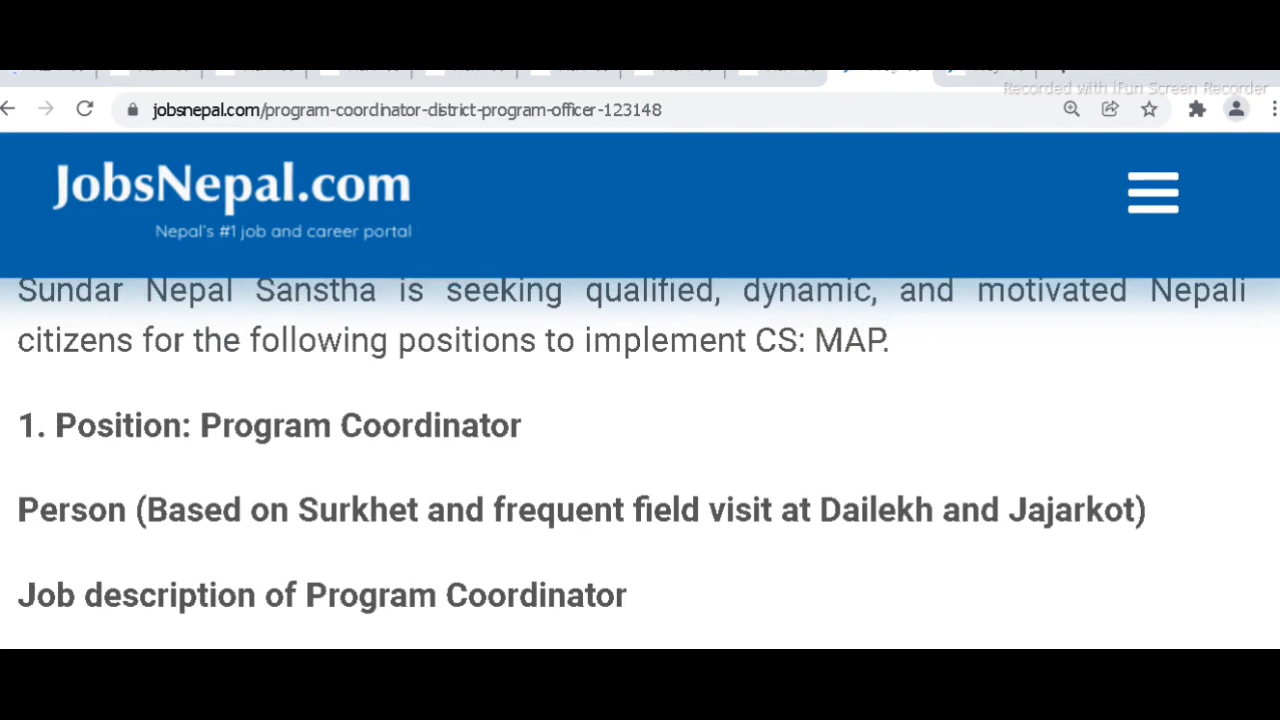 Recorded with iFun Screen Recorder
jobsnepal.com/program-coordinator-district-program-officer-123148
JobsNepal.com
Nepal's #1 job and career portal
Sundar Nepal Sanstha is seeking qualified, dynamic, and motivated Nepali
citizens for the following positions to implement CS: MAP.
1. Position: Program Coordinator
Person (Based on Surkhet and frequent field visit at Dailekh and Jajarkot)
Job description of Program Coordinator